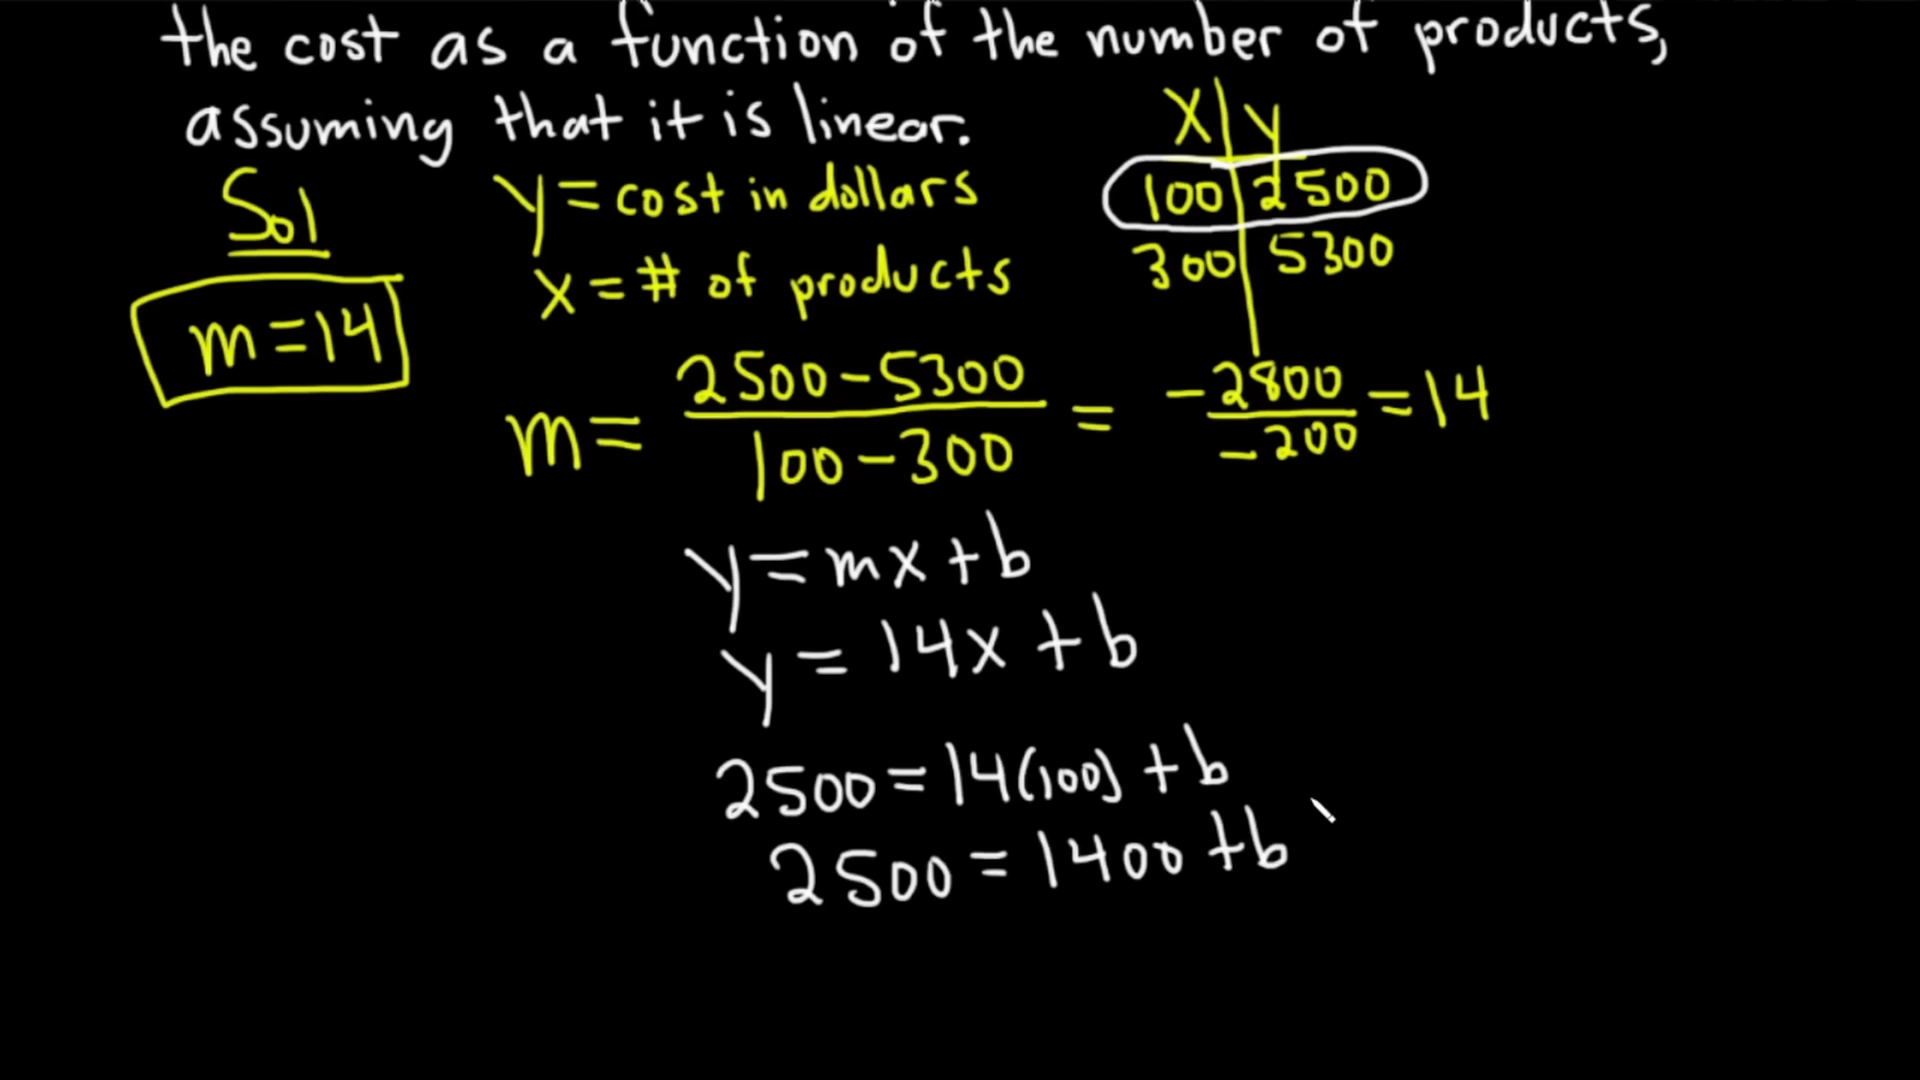 the cost as a function of the number of products,
assuming that it is linear.
X Y
100 2500
300 5300
Sol
Y = cost in dollars
X = # of products
m = 14
m = 2500 - 5300 / 100 - 300 = -2800 / -200 = 14
y = mx + b
y = 14x + b
2500 = 14(100) + b
2500 = 1400 + b